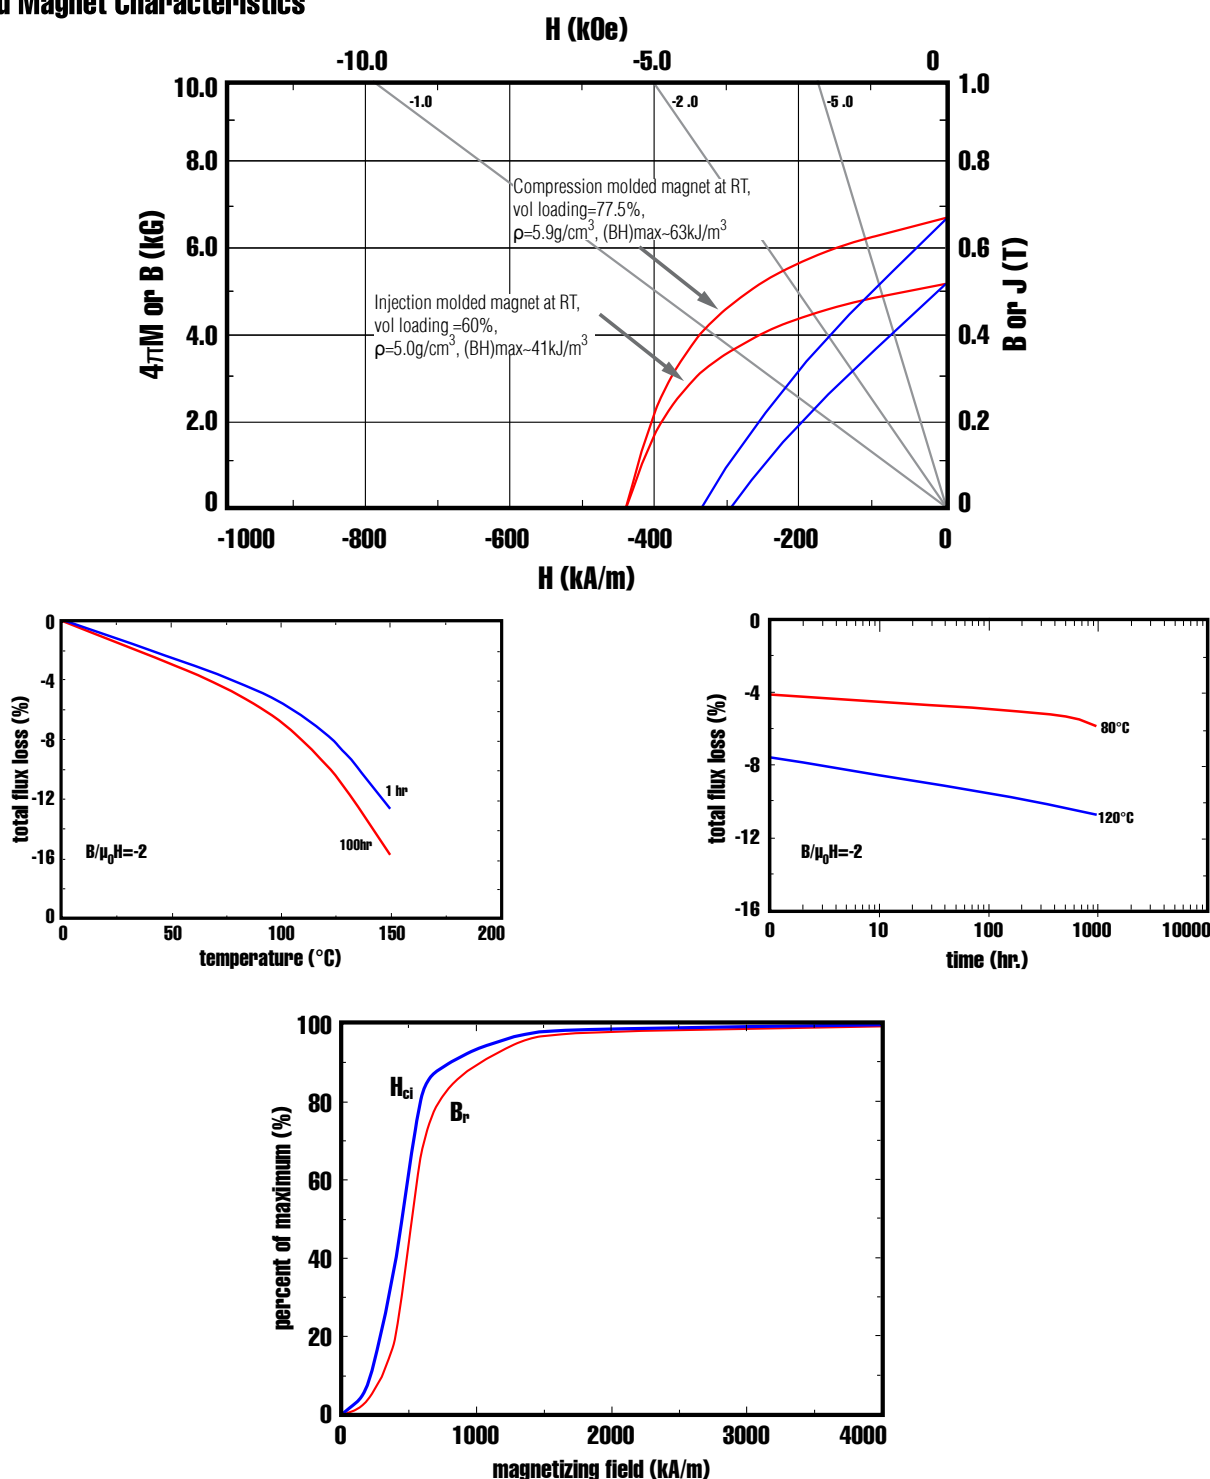 d Magnet Characteristics
H (kOe)
-10.0 -5.0 0
10.0 1.0
-1.0 -2 .0 -5 .0
8.0 0.8
Compression molded magnet at RT,
vol loading=77.5%,
ρ=5.9g/cm³, (BH)max~63kJ/m³
6.0 0.6
4πM or B (kG)
B or J (T)
Injection molded magnet at RT,
vol loading =60%,
ρ=5.0g/cm³, (BH)max~41kJ/m³
4.0 0.4
2.0 0.2
0 0
-1000 -800 -600 -400 -200 0
H (kA/m)
0
-4
-8
-12
-16
0
total flux loss (%)
1 hr
100hr
B/μ₀H=-2
0 50 100 150 200
temperature (°C)
0
-4
-8
-12
-16
total flux loss (%)
80°C
120°C
B/μ₀H=-2
0 10 100 1000 10000
time (hr.)
100
80
60
40
20
0
percent of maximum (%)
Hci
Br
0 1000 2000 3000 4000
magnetizing field (kA/m)